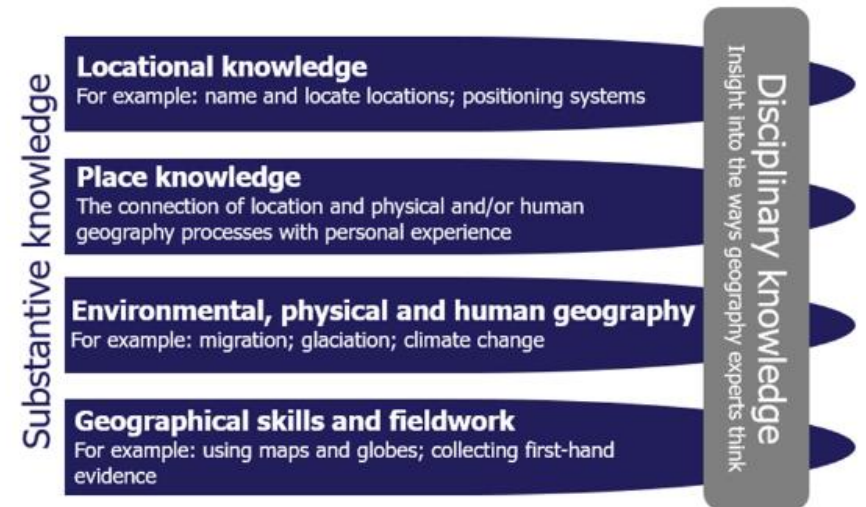 Substantive knowledge
Locational knowledge
For example: name and locate locations; positioning systems
Place knowledge
The connection of location and physical and/or human
geography processes with personal experience
Environmental, physical and human geography
For example: migration; glaciation; climate change
Geographical skills and fieldwork
For example: using maps and globes; collecting first-hand
evidence
Disciplinary knowledge
Insight into the ways geography experts think